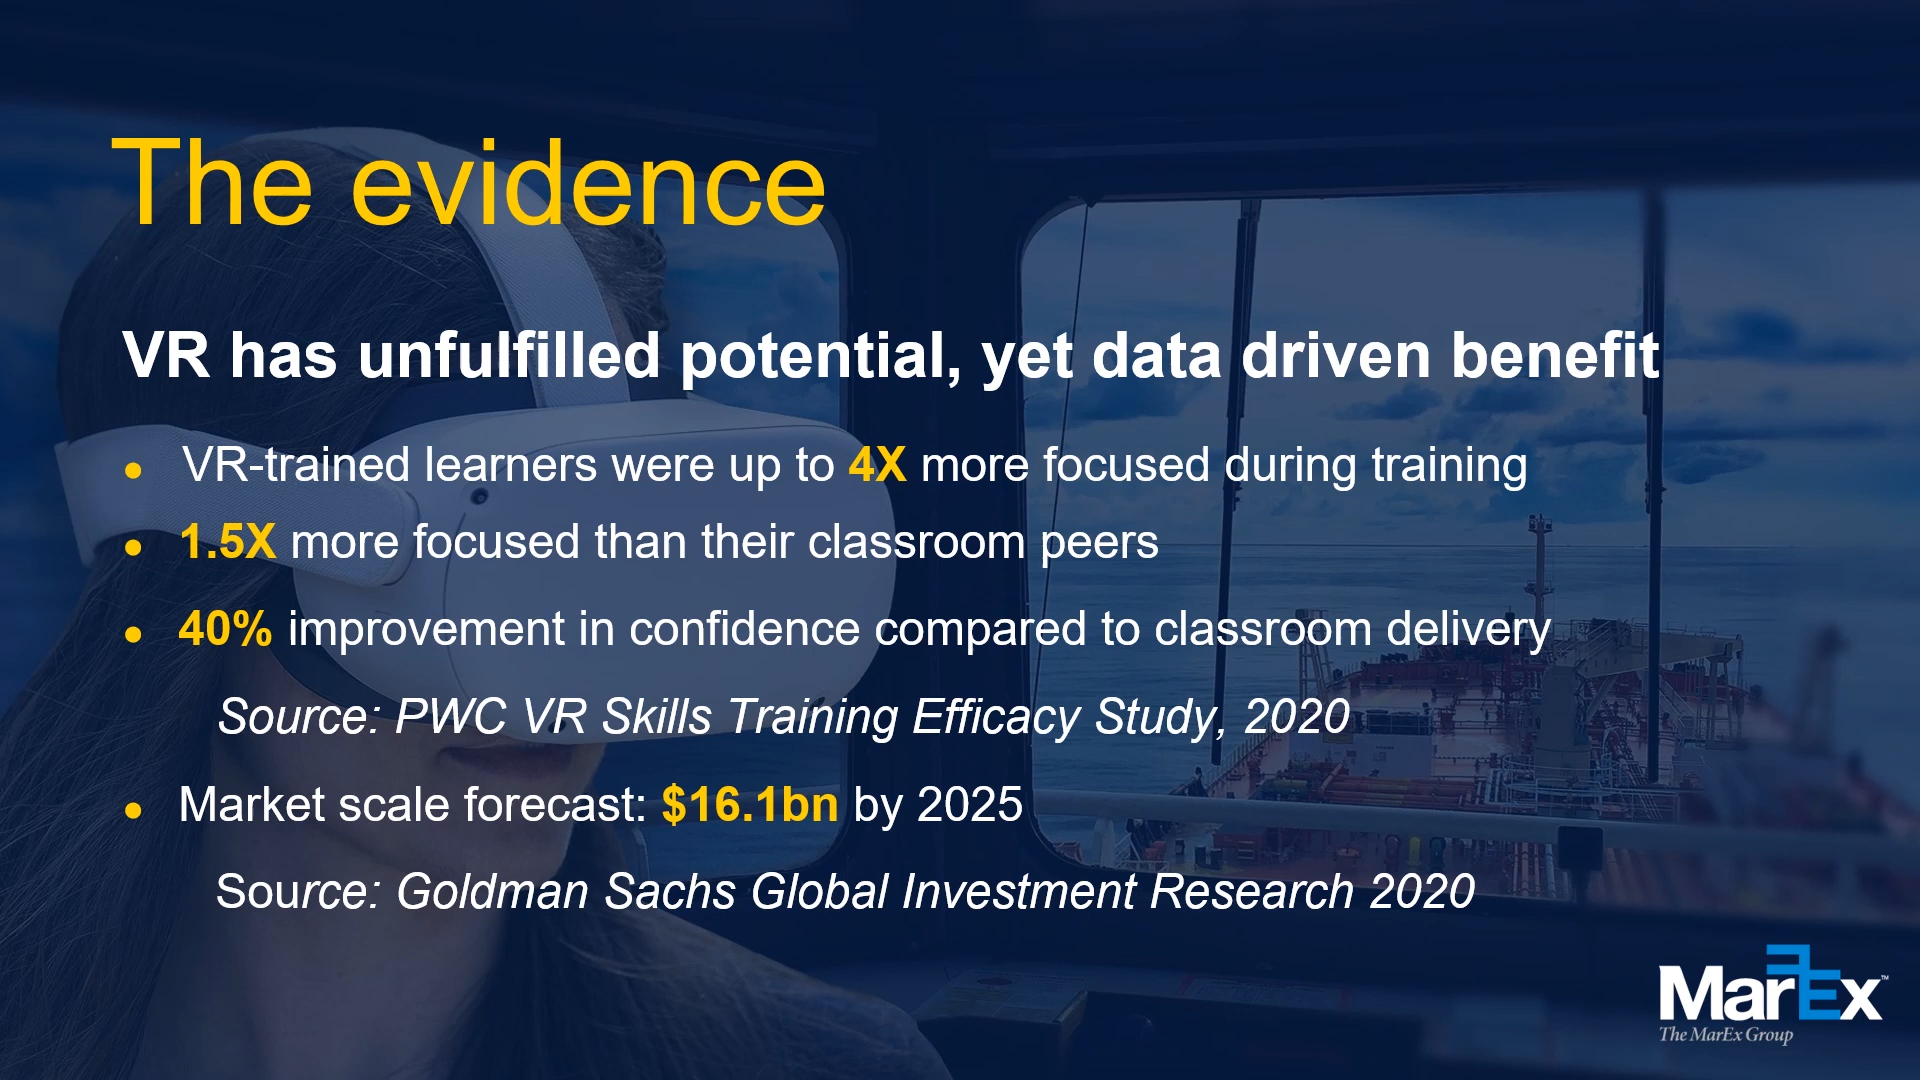 The evidence
VR has unfulfilled potential, yet data driven benefit
● VR-trained learners were up to 4X more focused during training
● 1.5X more focused than their classroom peers
● 40% improvement in confidence compared to classroom delivery
Source: PWC VR Skills Training Efficacy Study, 2020
● Market scale forecast: $16.1bn by 2025
Source: Goldman Sachs Global Investment Research 2020
MarEx™
The MarEx Group